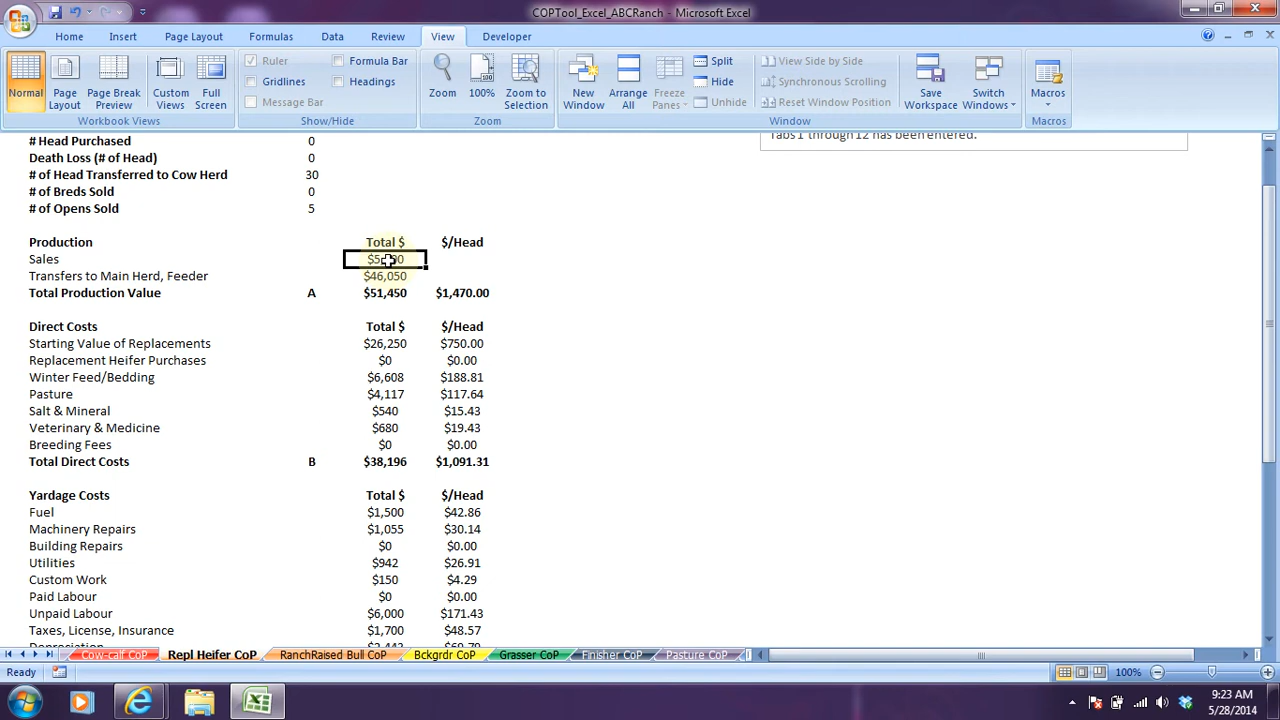 COPTool_Excel_ABCRanch - Microsoft Excel
Home Insert Page Layout Formulas Data Review View Developer
Normal Page Layout Page Break Preview Custom Views Full Screen
Workbook Views
Ruler Formula Bar
Gridlines Headings
Message Bar
Show/Hide
Zoom 100% Zoom to Selection
Zoom
New Window Arrange All Freeze Panes
Split
Hide
Unhide
View Side by Side
Synchronous Scrolling
Reset Window Position
Save Workspace Switch Windows
Window
Macros
Macros
Tabs 1 through 12 has been entered.
# Head Purchased 0
Death Loss (# of Head) 0
# of Head Transferred to Cow Herd 30
# of Breds Sold 0
# of Opens Sold 5
Production Total $ $/Head
Sales
Transfers to Main Herd, Feeder $46,050
Total Production Value A $51,450 $1,470.00
Direct Costs Total $ $/Head
Starting Value of Replacements $26,250 $750.00
Replacement Heifer Purchases $0 $0.00
Winter Feed/Bedding $6,608 $188.81
Pasture $4,117 $117.64
Salt & Mineral $540 $15.43
Veterinary & Medicine $680 $19.43
Breeding Fees $0 $0.00
Total Direct Costs B $38,196 $1,091.31
Yardage Costs Total $ $/Head
Fuel $1,500 $42.86
Machinery Repairs $1,055 $30.14
Building Repairs $0 $0.00
Utilities $942 $26.91
Custom Work $150 $4.29
Paid Labour $0 $0.00
Unpaid Labour $6,000 $171.43
Taxes, License, Insurance $1,700 $48.57
Depreciation $2,443 $69.79
Cow-calf CoP Repl Heifer CoP RanchRaised Bull CoP Bckgrdr CoP Grasser CoP Finisher CoP Pasture CoP
Ready 100%
9:23 AM
5/28/2014